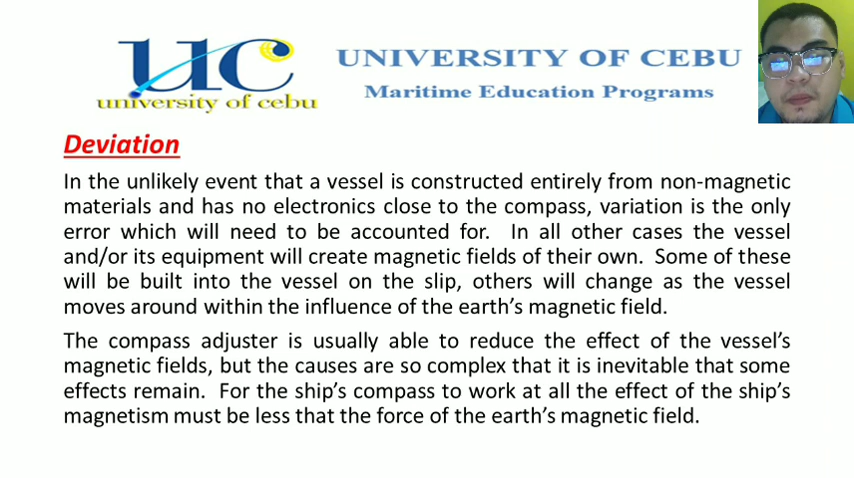 uc
university of cebu
UNIVERSITY OF CEBU
Maritime Education Programs
Deviation
In the unlikely event that a vessel is constructed entirely from non-magnetic
materials and has no electronics close to the compass, variation is the only
error which will need to be accounted for. In all other cases the vessel
and/or its equipment will create magnetic fields of their own. Some of these
will be built into the vessel on the slip, others will change as the vessel
moves around within the influence of the earth's magnetic field.
The compass adjuster is usually able to reduce the effect of the vessel's
magnetic fields, but the causes are so complex that it is inevitable that some
effects remain. For the ship's compass to work at all the effect of the ship's
magnetism must be less that the force of the earth's magnetic field.